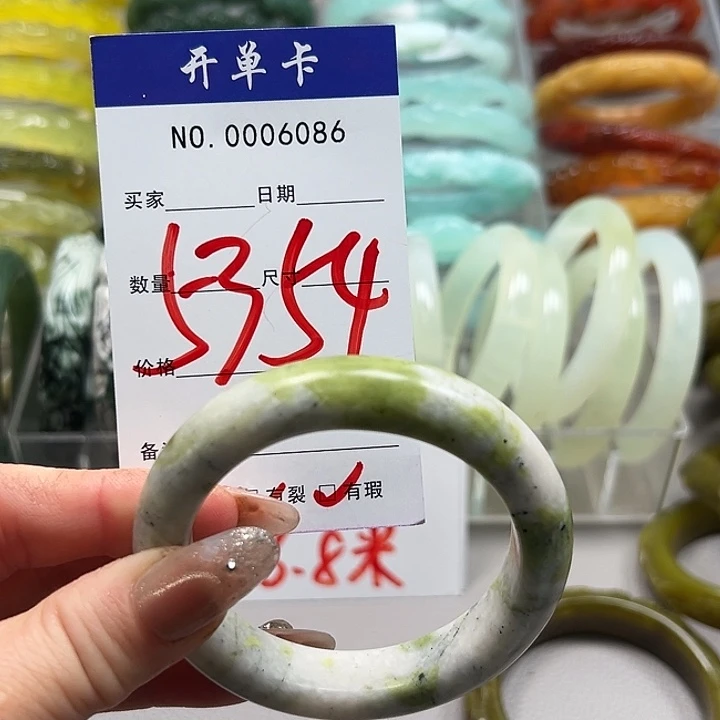 开单卡
NO.0006086
买家 日期
数量 尺寸
5354
价格
备
有裂 有瑕
.8米